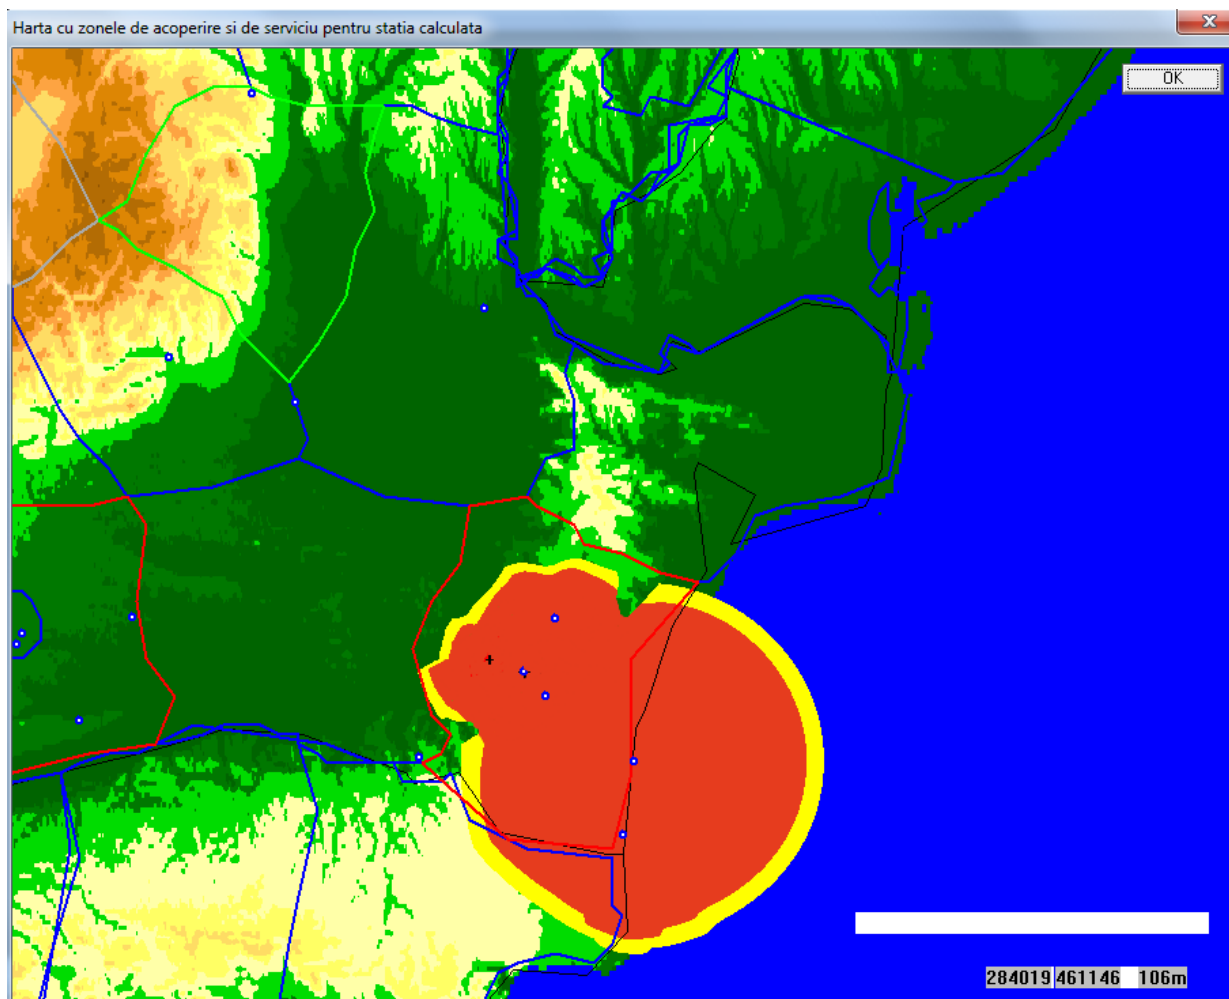 Harta cu zonele de acoperire si de serviciu pentru statia calculata
OK
284019 461146 106m